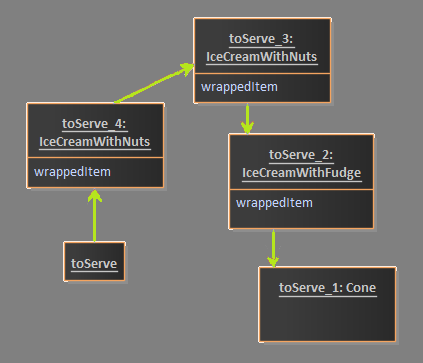 toServe_3:
IceCreamWithNuts
wrappedItem
toServe_4:
IceCreamWithNuts
wrappedItem
toServe_2:
IceCreamWithFudge
wrappedItem
toServe
toServe_1: Cone